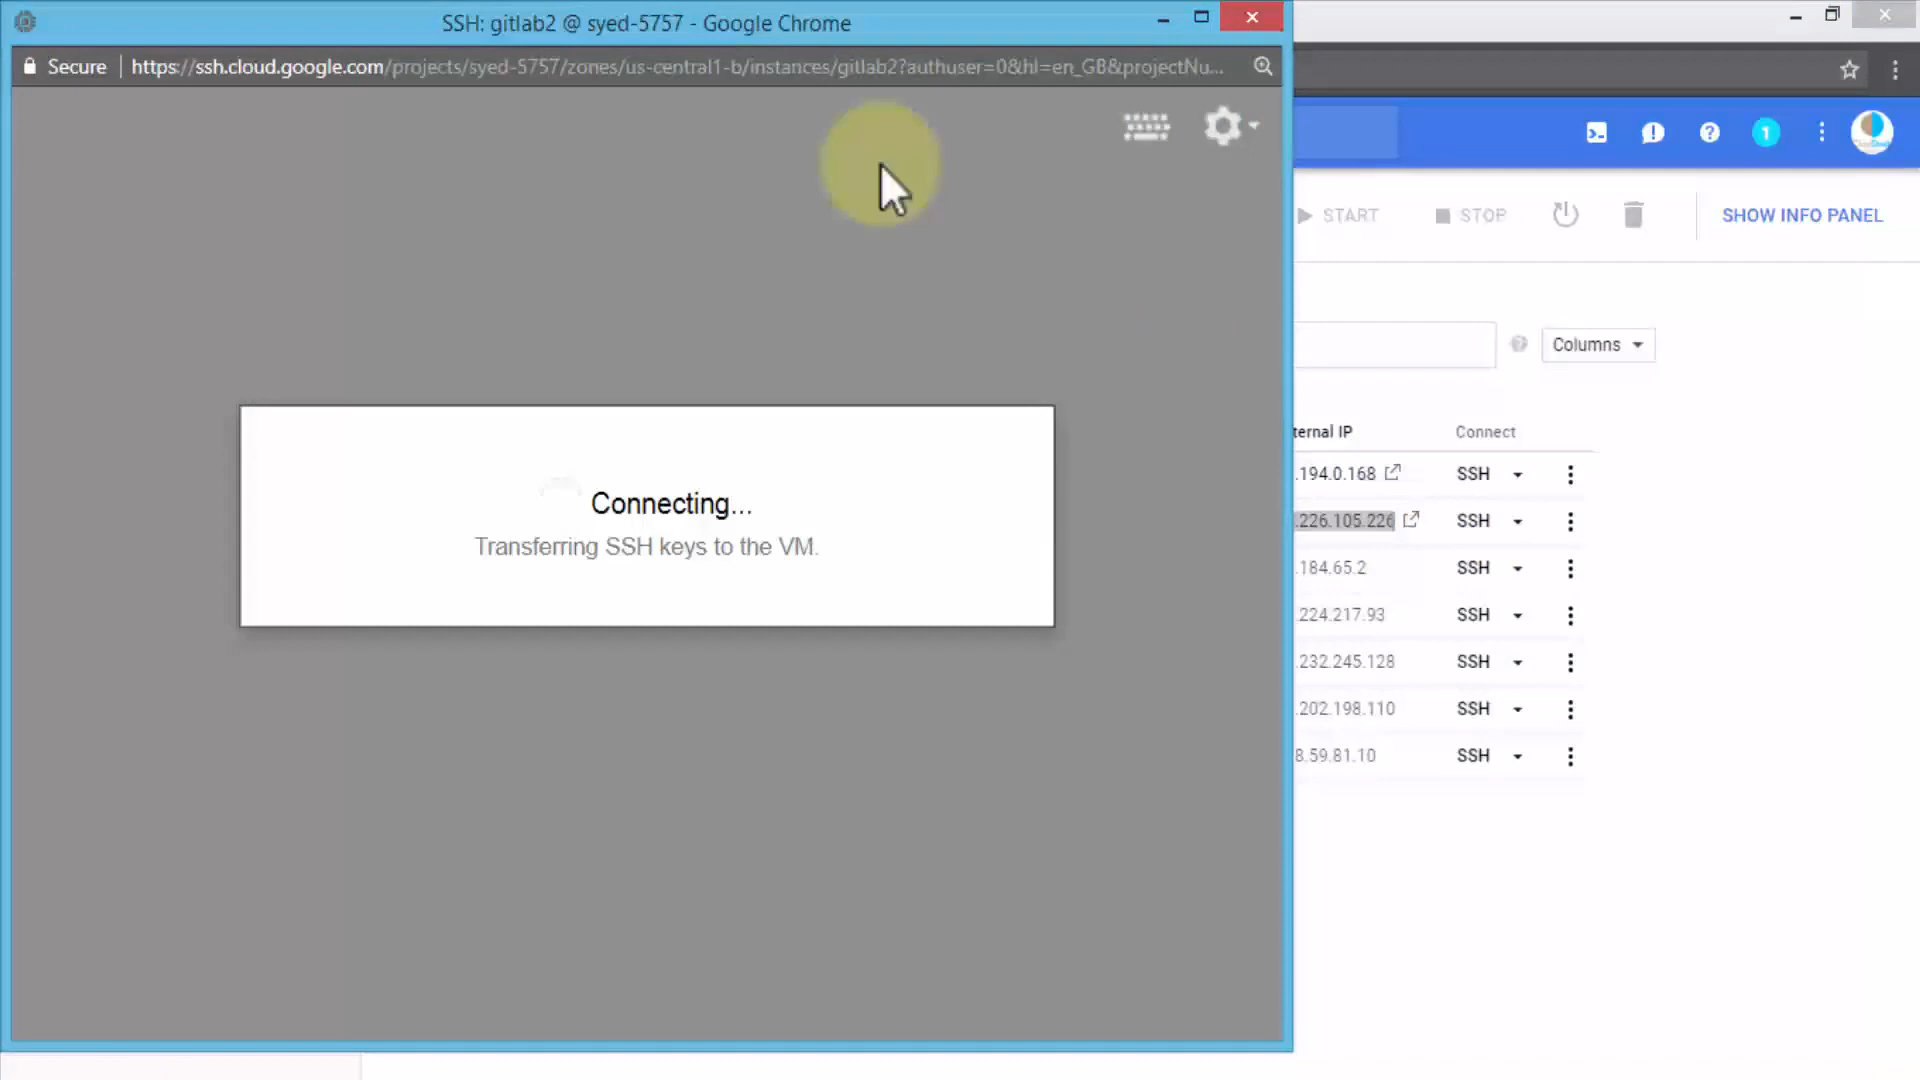 SSH: gitlab2 @ syed-5757 - Google Chrome
Secure
https://ssh.cloud.google.com/projects/syed-5757/zones/us-central1-b/instances/gitlab2?authuser=0&hl=en_GB&projectNu...
START
STOP
SHOW INFO PANEL
Columns
ternal IP
Connect
.194.0.168
SSH
.226.105.226
SSH
.184.65.2
SSH
.224.217.93
SSH
.232.245.128
SSH
.202.198.110
SSH
8.59.81.10
SSH
Connecting...
Transferring SSH keys to the VM.